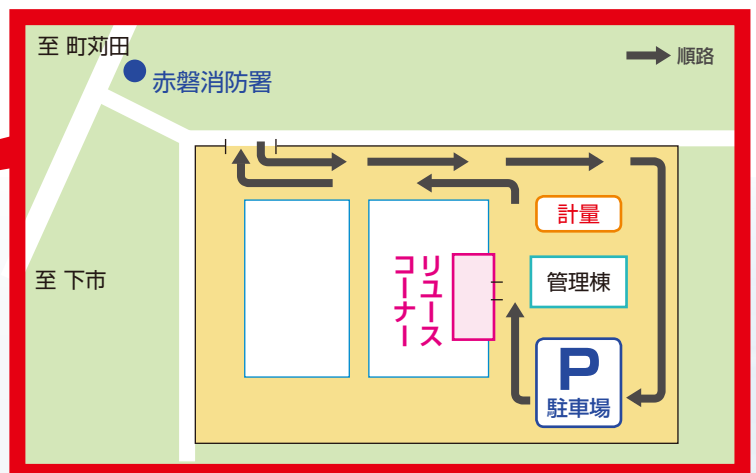 至 町苅田
赤磐消防署
順路
計量
リユース
コーナー
管理棟
至 下市
P
駐車場